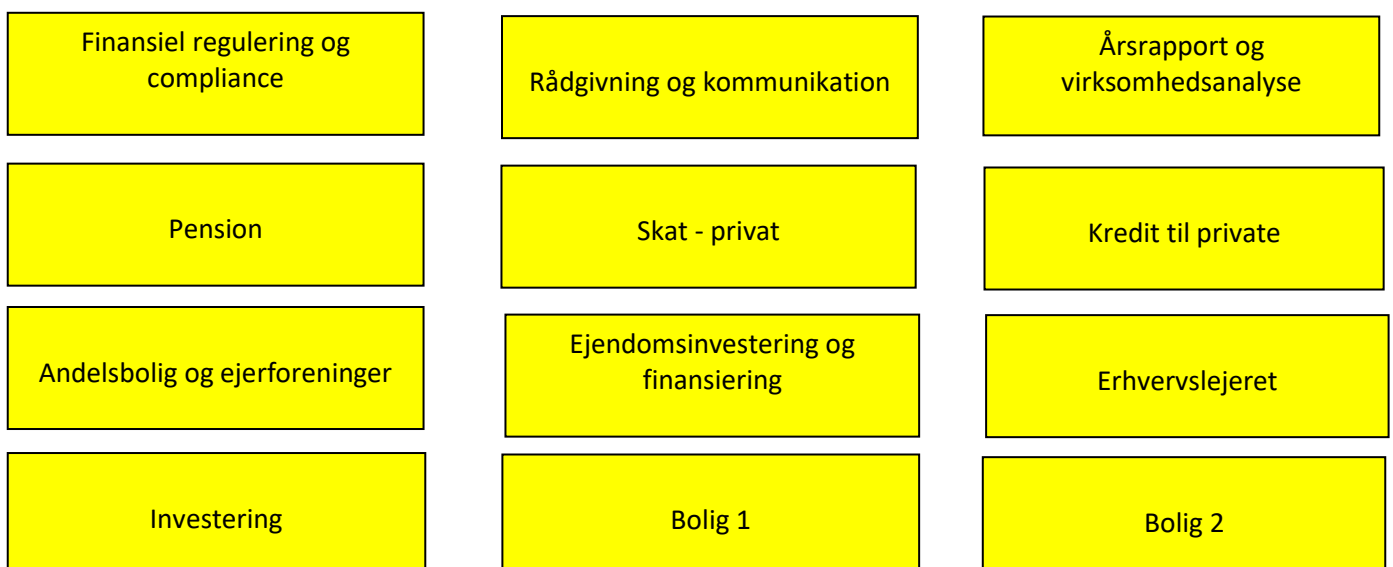 Finansiel regulering og
compliance
Rådgivning og kommunikation
Årsrapport og
virksomhedsanalyse
Pension
Skat - privat
Kredit til private
Andelsbolig og ejerforeninger
Ejendomsinvestering og
finansiering
Erhvervslejeret
Investering
Bolig 1
Bolig 2